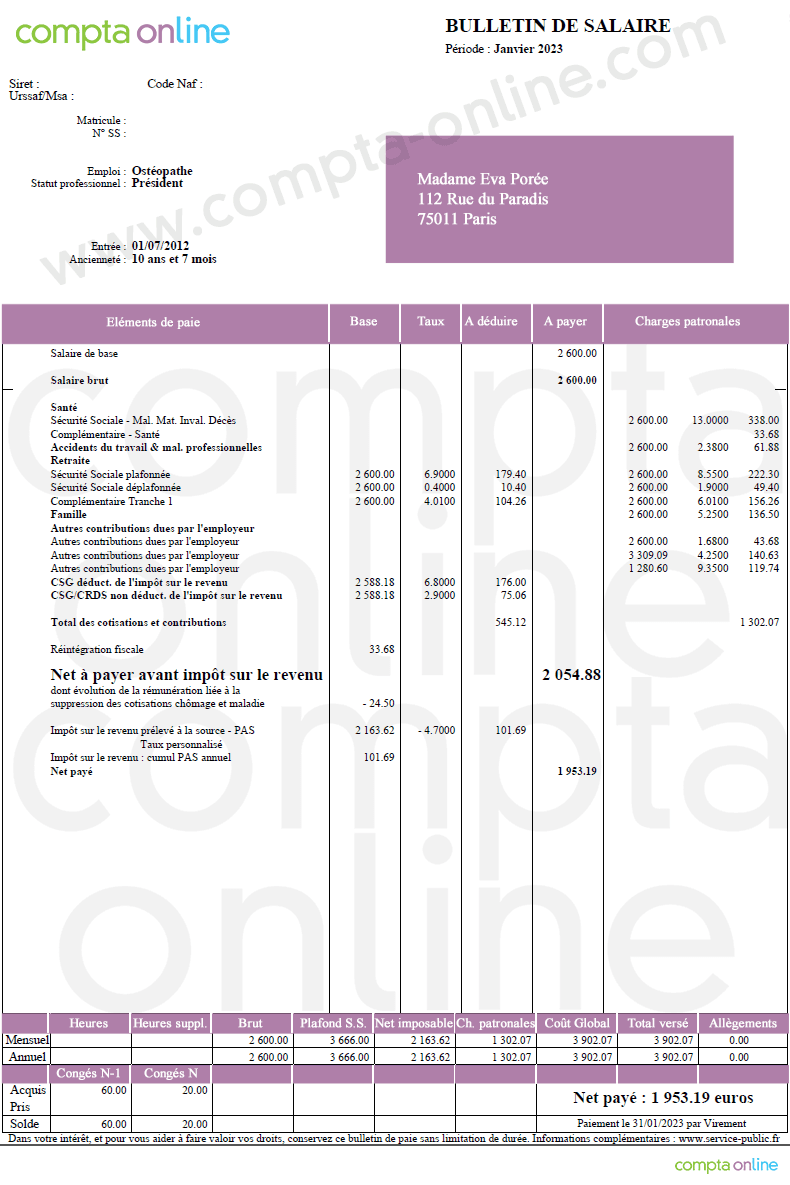 compta online
BULLETIN DE SALAIRE
Période : Janvier 2023
Siret : Code Naf :
Urssaf/Msa :
Matricule :
N° SS :
www.compta-online.com
Emploi : Ostéopathe
Statut professionnel : Président
Madame Eva Porée
112 Rue du Paradis
75011 Paris
Entrée : 01/07/2012
Ancienneté : 10 ans et 7 mois
Eléments de paie Base Taux A déduire A payer Charges patronales
Salaire de base 2 600.00
Salaire brut 2 600.00
Santé
Sécurité Sociale - Mal. Mat. Inval. Décès 2 600.00 13.0000 338.00
Complémentaire - Santé 33.68
Accidents du travail & mal. professionnelles 2 600.00 2.3800 61.88
Retraite
Sécurité Sociale plafonnée 2 600.00 6.9000 179.40 2 600.00 8.5500 222.30
Sécurité Sociale déplafonnée 2 600.00 0.4000 10.40 2 600.00 1.9000 49.40
Complémentaire Tranche 1 2 600.00 4.0100 104.26 2 600.00 6.0100 156.26
Famille 2 600.00 5.2500 136.50
Autres contributions dues par l'employeur
Autres contributions dues par l'employeur 2 600.00 1.6800 43.68
Autres contributions dues par l'employeur 3 309.09 4.2500 140.63
Autres contributions dues par l'employeur 1 280.60 9.3500 119.74
CSG déduct. de l'impôt sur le revenu 2 588.18 6.8000 176.00
CSG/CRDS non déduct. de l'impôt sur le revenu 2 588.18 2.9000 75.06
Total des cotisations et contributions 545.12 1 302.07
Réintégration fiscale 33.68
Net à payer avant impôt sur le revenu 2 054.88
dont évolution de la rémunération liée à la
suppression des cotisations chômage et maladie - 24.50
Impôt sur le revenu prélevé à la source - PAS 2 163.62 - 4.7000 101.69
Taux personnalisé
Impôt sur le revenu : cumul PAS annuel 101.69
Net payé 1 953.19
compta
online
compta
online
Heures Heures suppl. Brut Plafond S.S. Net imposable Ch. patronales Coût Global Total versé Allègements
Mensuel 2 600.00 3 666.00 2 163.62 1 302.07 3 902.07 3 902.07 0.00
Annuel 2 600.00 3 666.00 2 163.62 1 302.07 3 902.07 3 902.07 0.00
Congés N-1 Congés N
Acquis 60.00 20.00
Pris
Net payé : 1 953.19 euros
Solde 60.00 20.00 Paiement le 31/01/2023 par Virement
Dans votre intérêt, et pour vous aider à faire valoir vos droits, conservez ce bulletin de paie sans limitation de durée. Informations complémentaires : www.service-public.fr
compta online